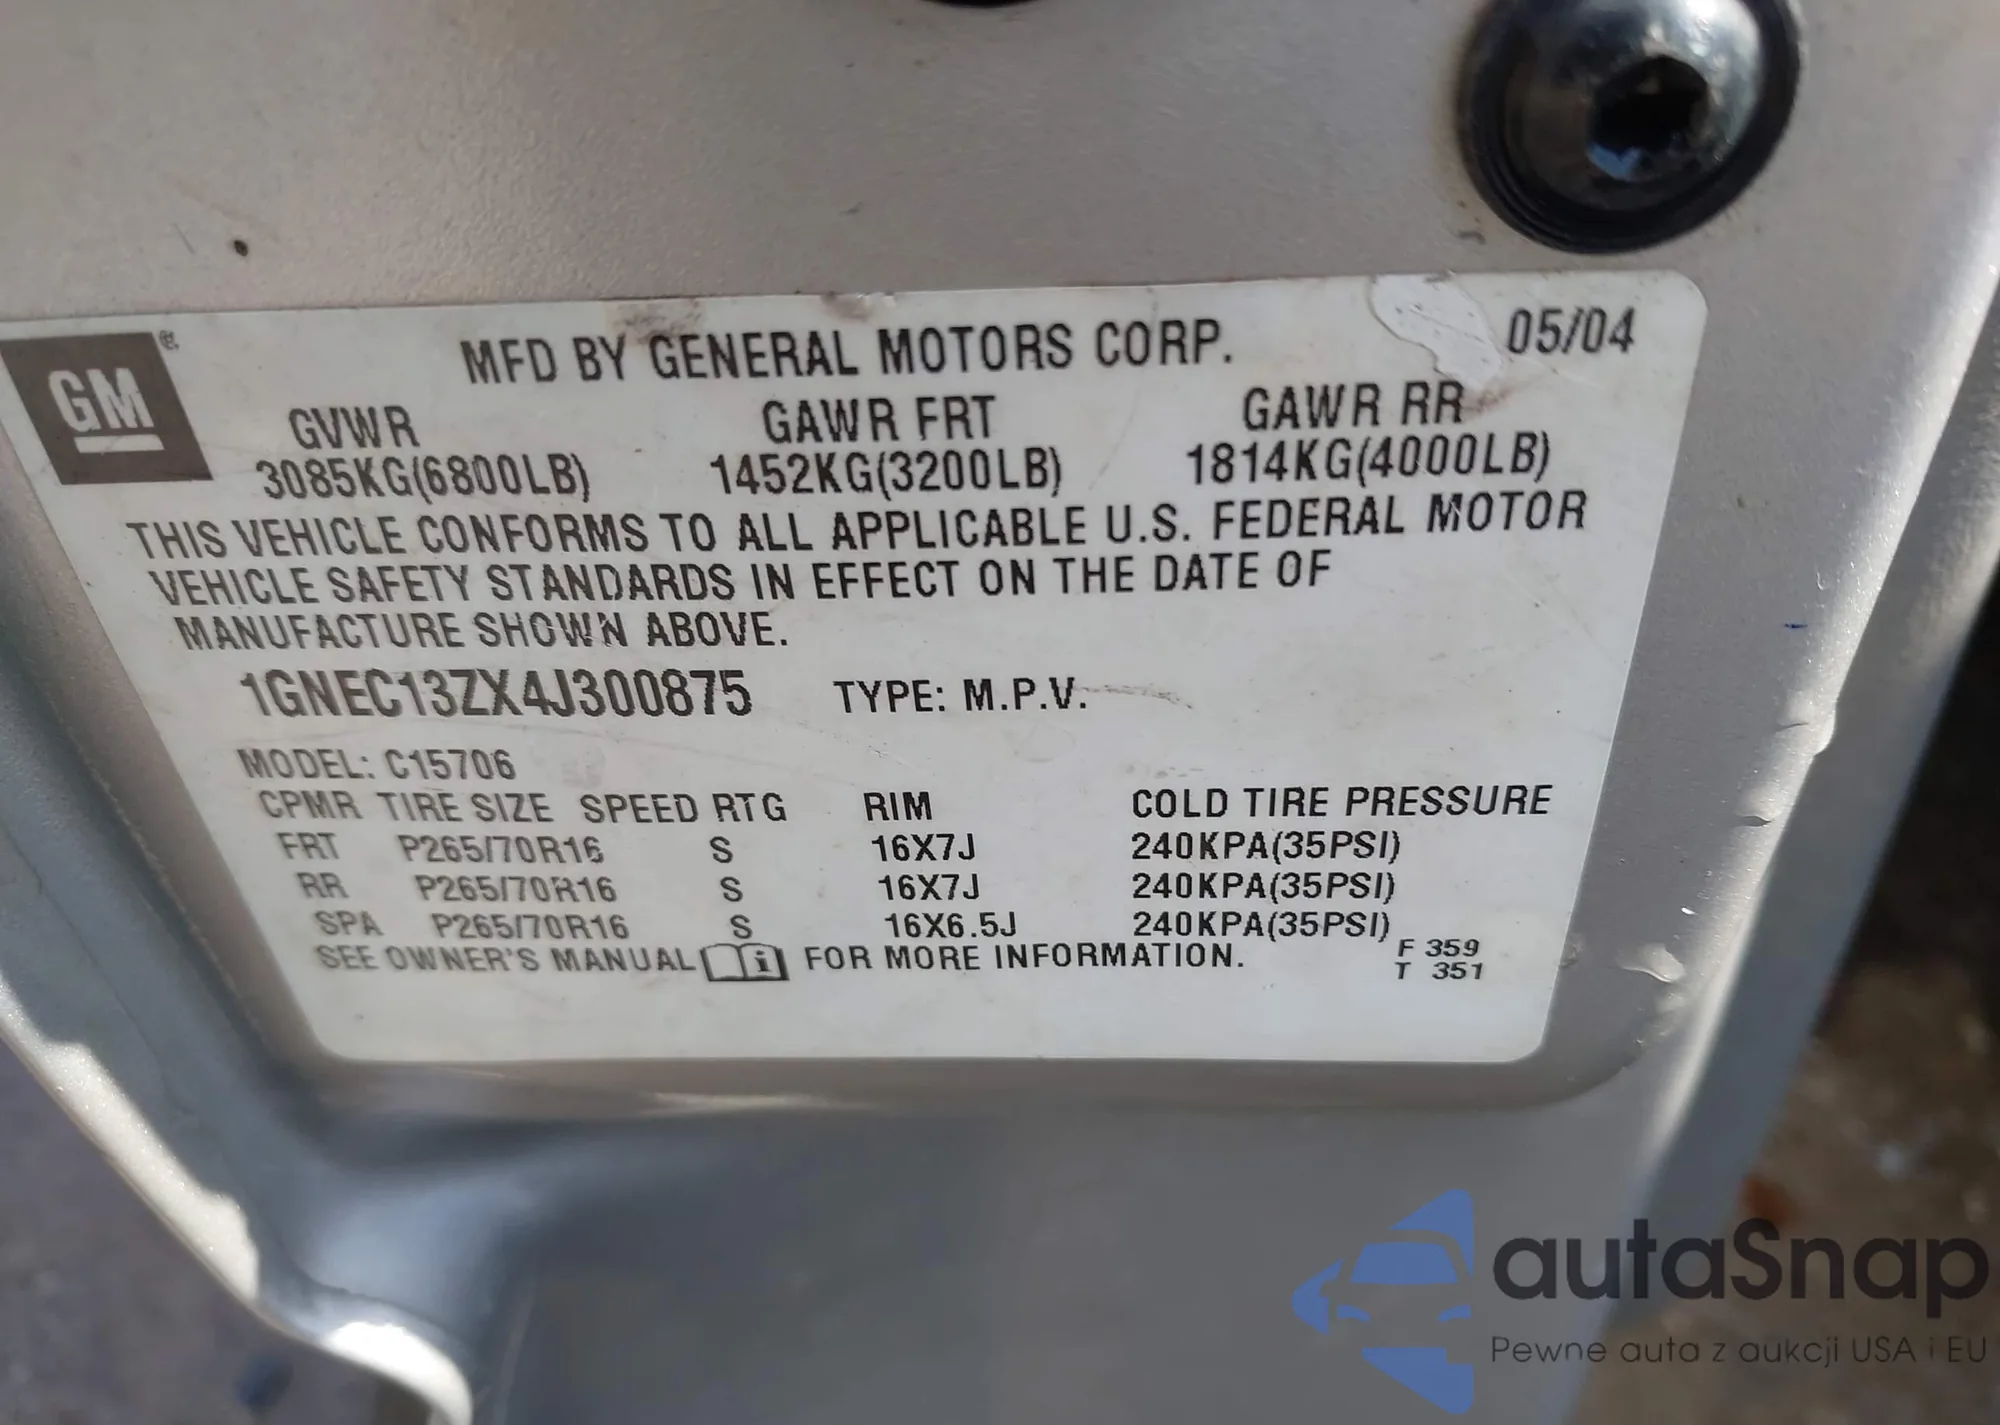 GM ®
MFD BY GENERAL MOTORS CORP. 05/04
GVWR GAWR FRT GAWR RR
3085KG(6800LB) 1452KG(3200LB) 1814KG(4000LB)
THIS VEHICLE CONFORMS TO ALL APPLICABLE U.S. FEDERAL MOTOR
VEHICLE SAFETY STANDARDS IN EFFECT ON THE DATE OF
MANUFACTURE SHOWN ABOVE.
1GNEC13ZX4J300875 TYPE: M.P.V.
MODEL: C15706
CPMR TIRE SIZE SPEED RTG RIM COLD TIRE PRESSURE
FRT P265/70R16 S 16X7J 240KPA(35PSI)
RR P265/70R16 S 16X7J 240KPA(35PSI)
SPA P265/70R16 S 16X6.5J 240KPA(35PSI)
SEE OWNER'S MANUAL i FOR MORE INFORMATION. F 359
T 351
autaSnap
Pewne auta z aukcji USA i EU